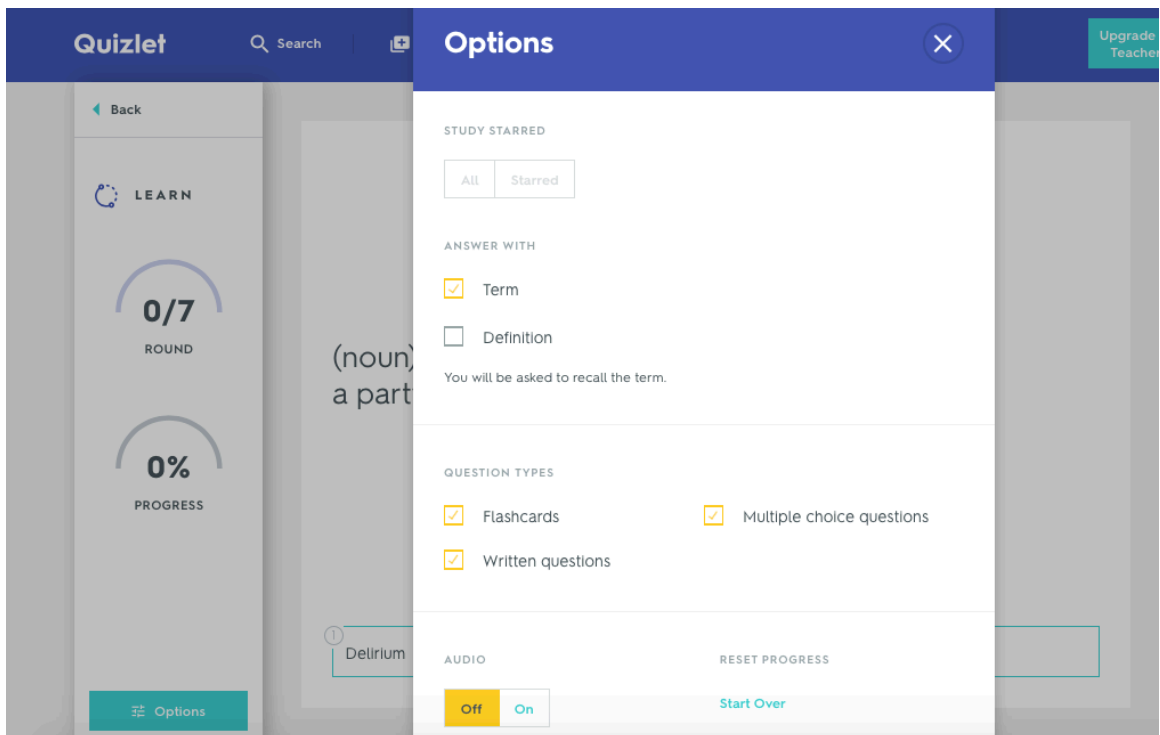 Quizlet
Search
Upgrade
Teacher
Back
LEARN
0/7
ROUND
0%
PROGRESS
Options
(noun)
a part
1
Delirium
Options
STUDY STARRED
All Starred
ANSWER WITH
Term
Definition
You will be asked to recall the term.
QUESTION TYPES
Flashcards
Multiple choice questions
Written questions
AUDIO
Off On
RESET PROGRESS
Start Over